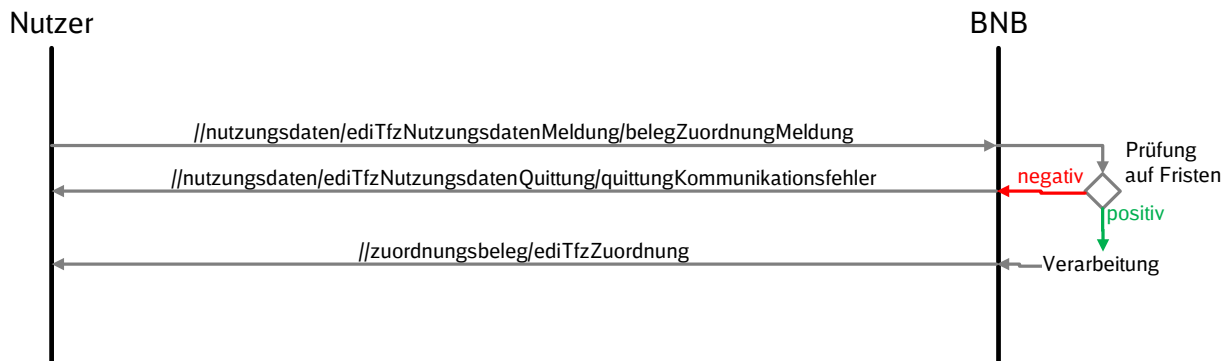 Nutzer
BNB
//nutzungsdaten/ediTfzNutzungsdatenMeldung/belegZuordnungMeldung
Prüfung
auf Fristen
//nutzungsdaten/ediTfzNutzungsdatenQuittung/quittungKommunikationsfehler
negativ
positiv
//zuordnungsbeleg/ediTfzZuordnung
Verarbeitung